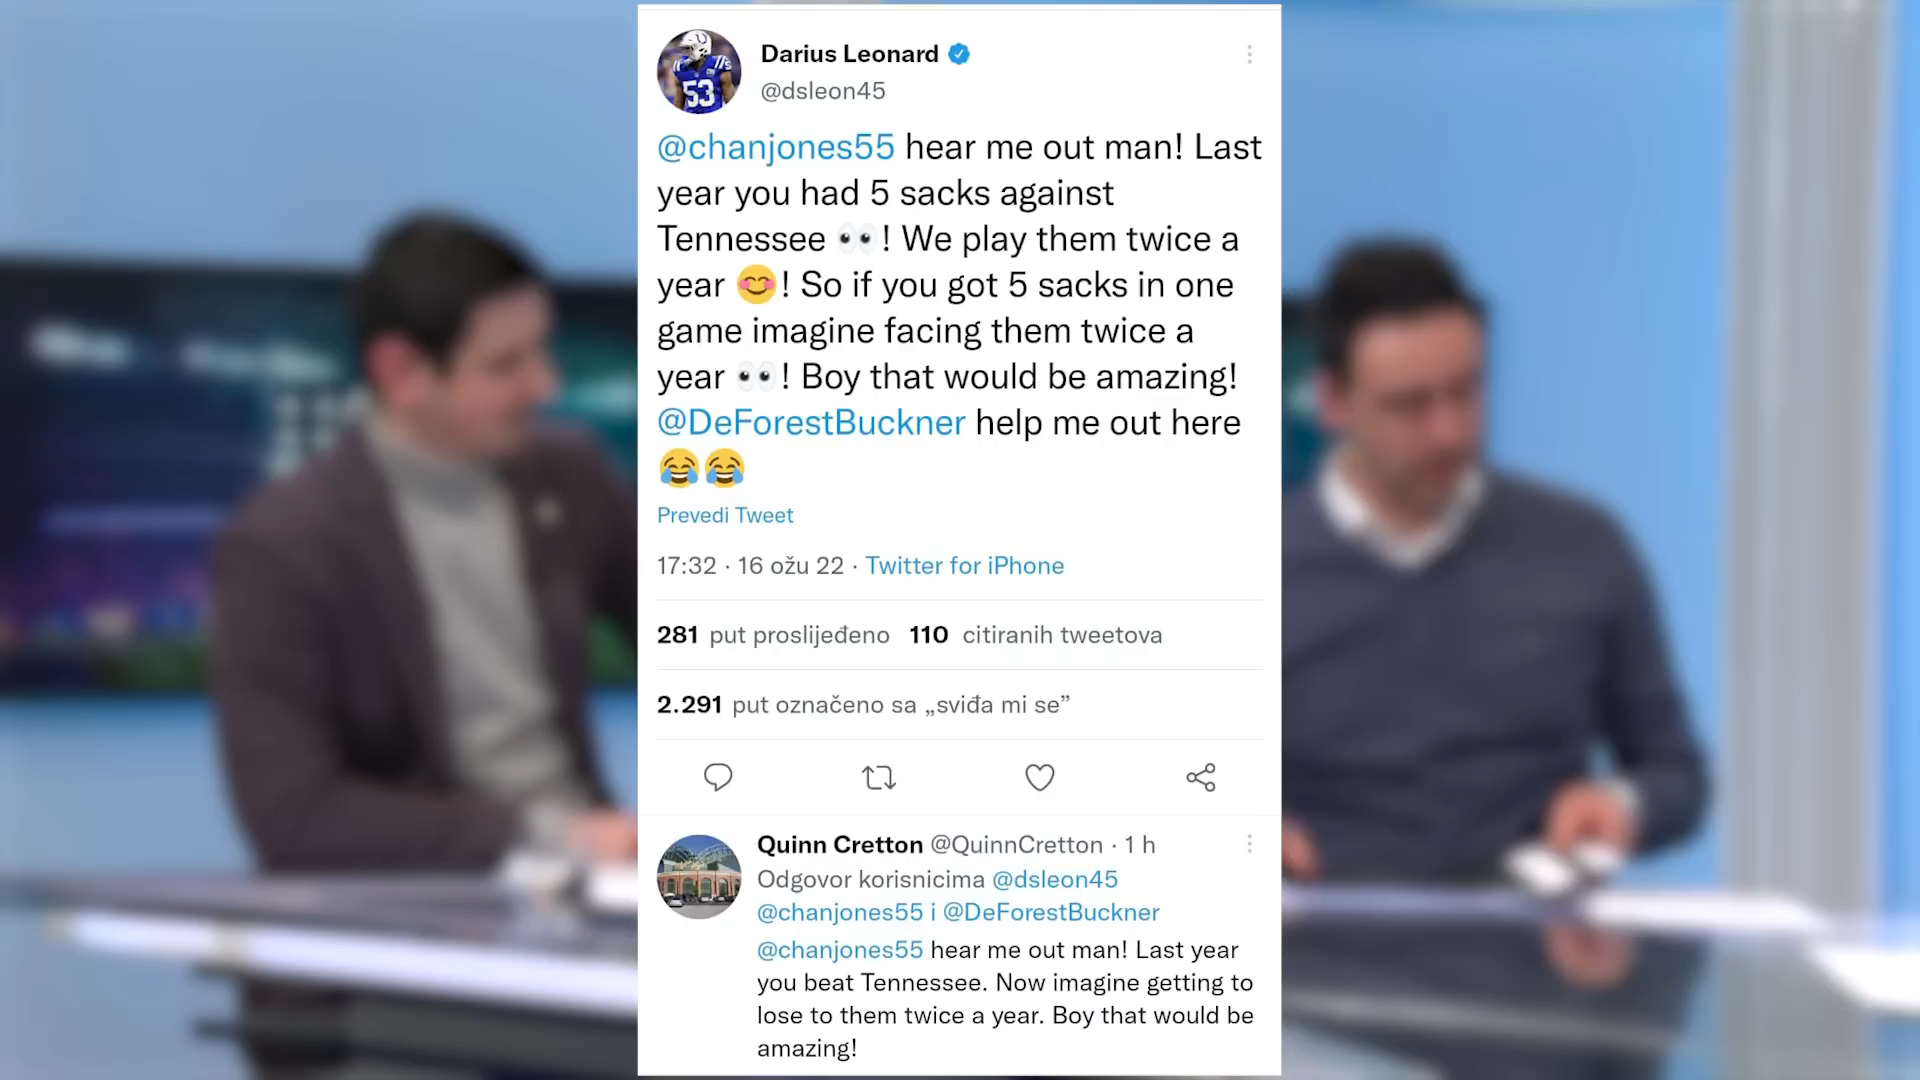 Darius Leonard
@dsleon45
@chanjones55 hear me out man! Last
year you had 5 sacks against
Tennessee 👀! We play them twice a
year 😊! So if you got 5 sacks in one
game imagine facing them twice a
year 👀! Boy that would be amazing!
@DeForestBuckner help me out here
😂😂
Prevedi Tweet
17:32 · 16 ožu 22 · Twitter for iPhone
281 put proslijeđeno 110 citiranih tweetova
2.291 put označeno sa „sviđa mi se”
Quinn Cretton @QuinnCretton · 1 h
Odgovor korisnicima @dsleon45
@chanjones55 i @DeForestBuckner
@chanjones55 hear me out man! Last year
you beat Tennessee. Now imagine getting to
lose to them twice a year. Boy that would be
amazing!
53